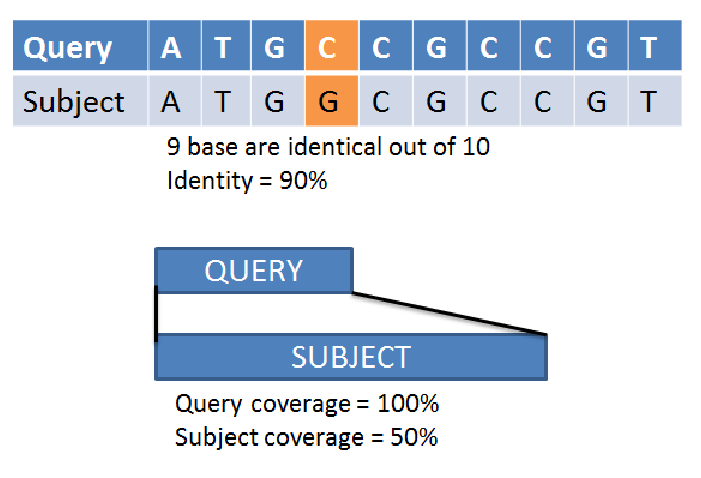 Query A T G C C G C C G T
Subject A T G G C G C C G T
9 base are identical out of 10
Identity = 90%
QUERY
SUBJECT
Query coverage = 100%
Subject coverage = 50%